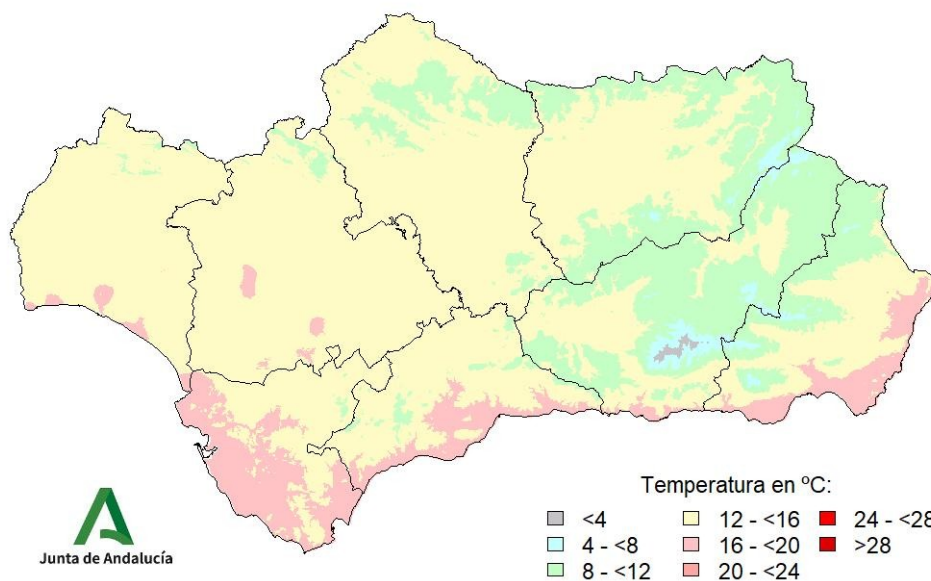 Temperatura en ºC:
<4
12 - <16
24 - <28
4 - <8
16 - <20
>28
8 - <12
20 - <24
Junta de Andalucía